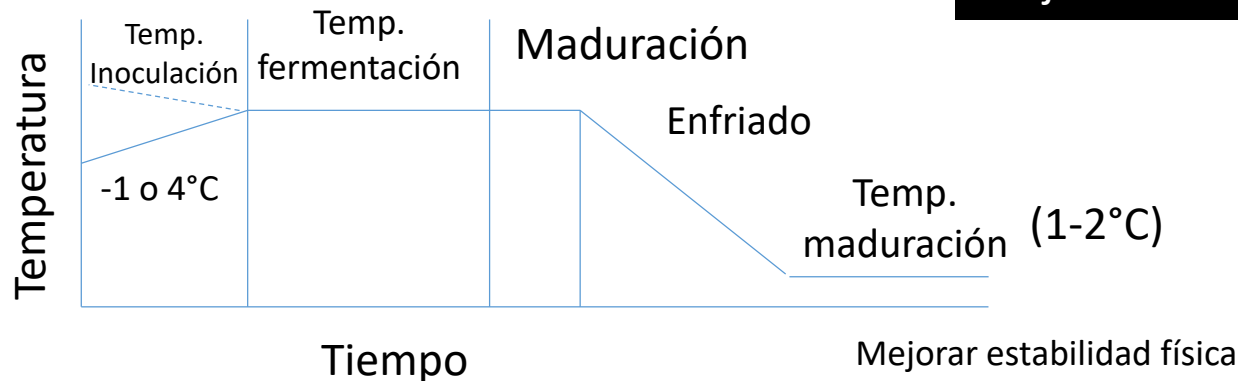 Temp.
Inoculación
Temp.
fermentación
Maduración
Temperatura
Enfriado
-1 o 4°C
Temp.
maduración
(1-2°C)
Tiempo
Mejorar estabilidad física